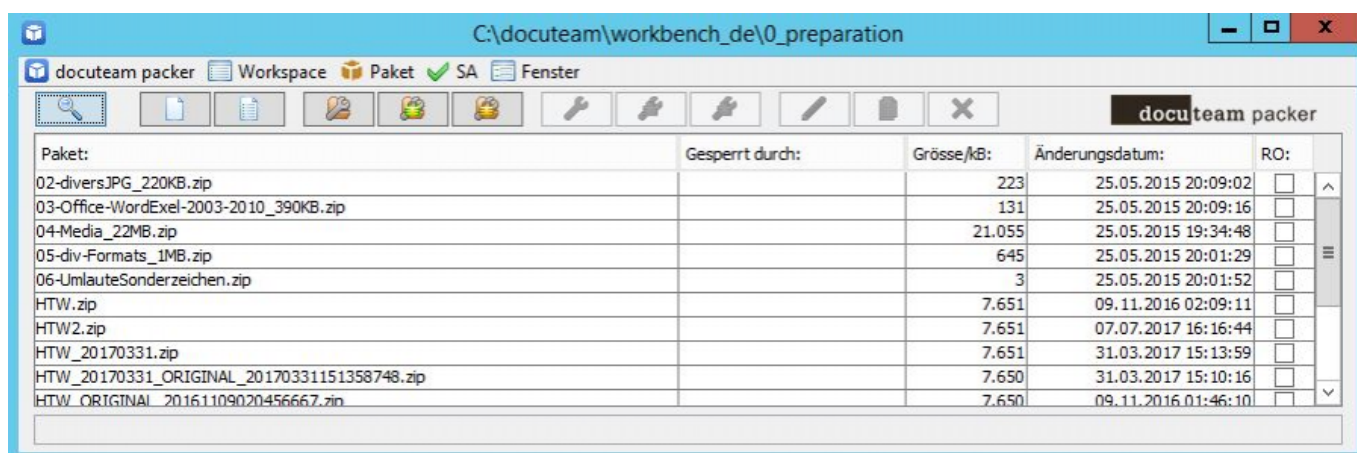 C:\docuteam\workbench_de\0_preparation
docuteam packer Workspace Paket SA Fenster
docuteam packer
Paket: Gesperrt durch: Grösse/kB: Änderungsdatum: RO:
02-diversJPG_220KB.zip 223 25.05.2015 20:09:02
03-Office-WordExel-2003-2010_390KB.zip 131 25.05.2015 20:09:16
04-Media_22MB.zip 21.055 25.05.2015 19:34:48
05-div-Formats_1MB.zip 645 25.05.2015 20:01:29
06-UmlauteSonderzeichen.zip 3 25.05.2015 20:01:52
HTW.zip 7.651 09.11.2016 02:09:11
HTW2.zip 7.651 07.07.2017 16:16:44
HTW_20170331.zip 7.651 31.03.2017 15:13:59
HTW_20170331_ORIGINAL_20170331151358748.zip 7.650 31.03.2017 15:10:16
HTW_ORIGINAL_20161109020456667.zip 7.650 09.11.2016 01:46:10